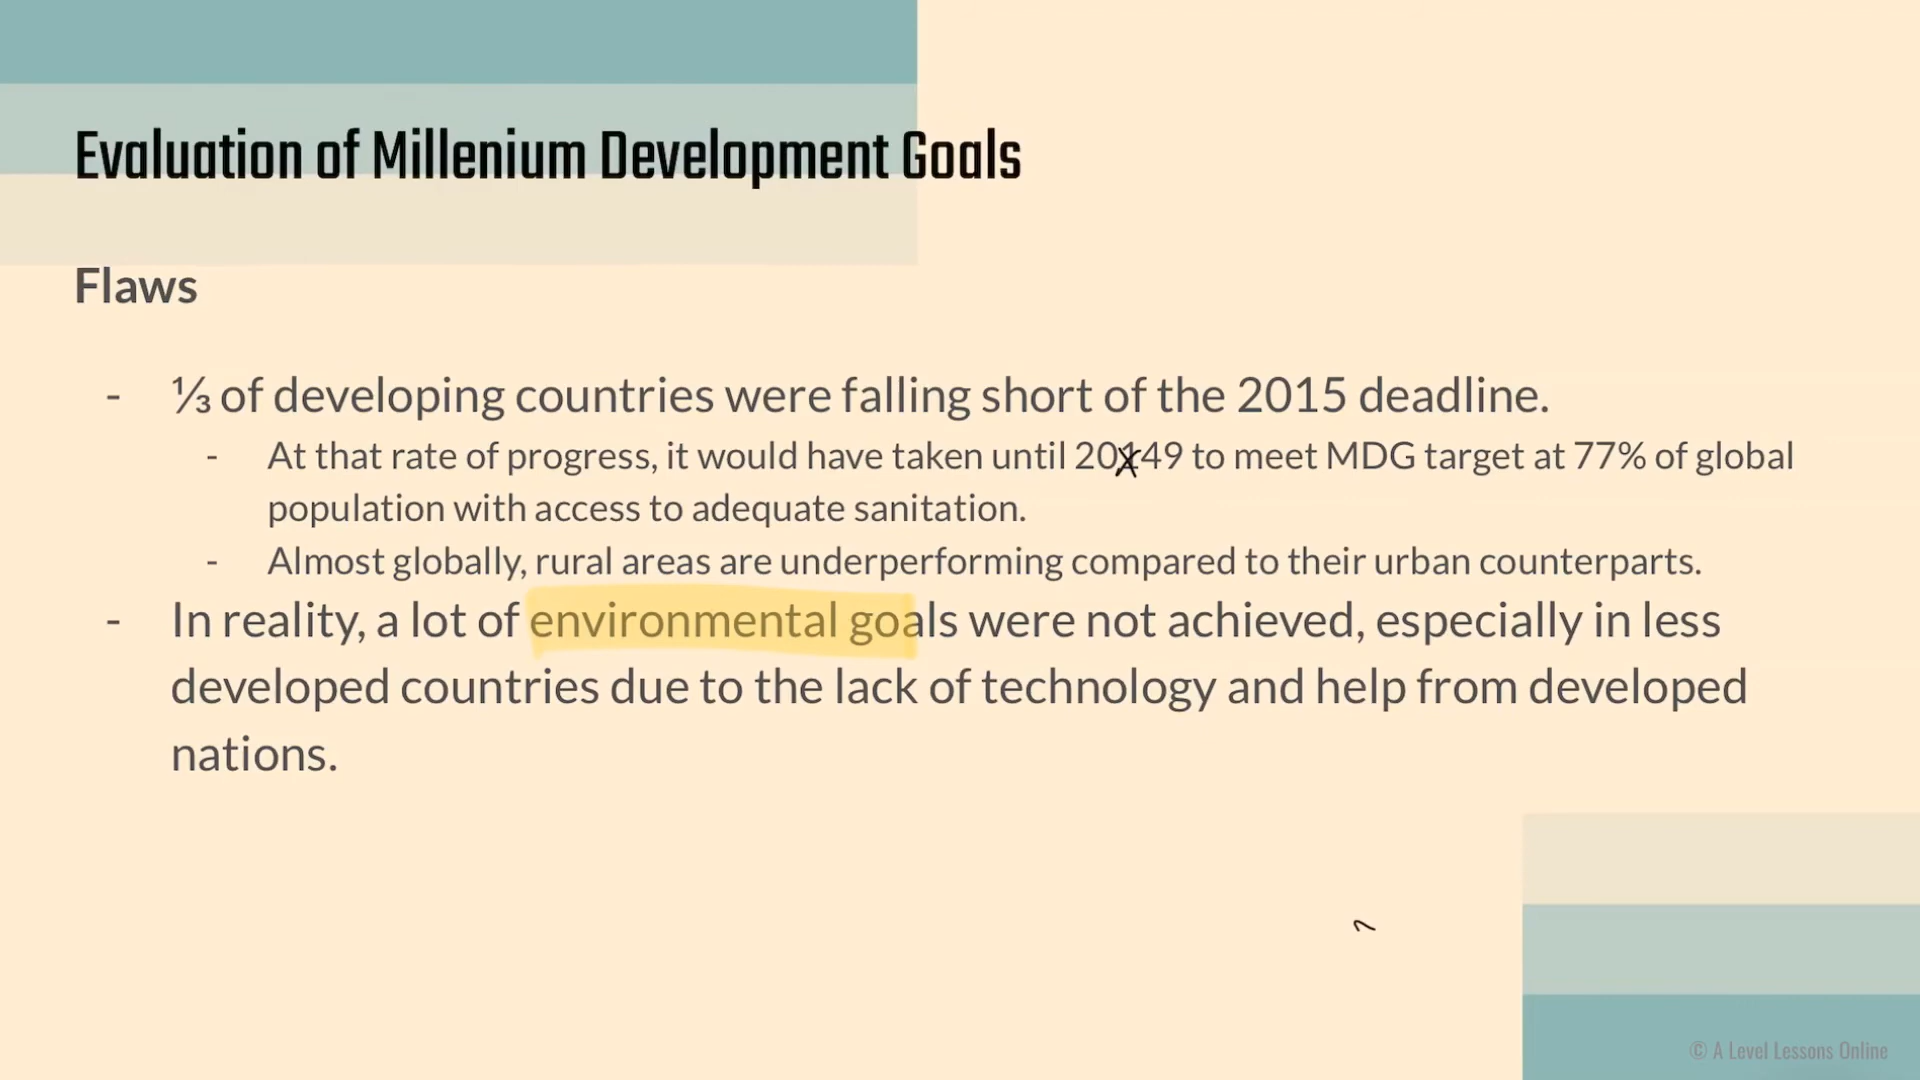 Evaluation of Millenium Development Goals
Flaws
- ⅓ of developing countries were falling short of the 2015 deadline.
- At that rate of progress, it would have taken until 20149 to meet MDG target at 77% of global
population with access to adequate sanitation.
- Almost globally, rural areas are underperforming compared to their urban counterparts.
- In reality, a lot of environmental goals were not achieved, especially in less
developed countries due to the lack of technology and help from developed
nations.
© A Level Lessons Online